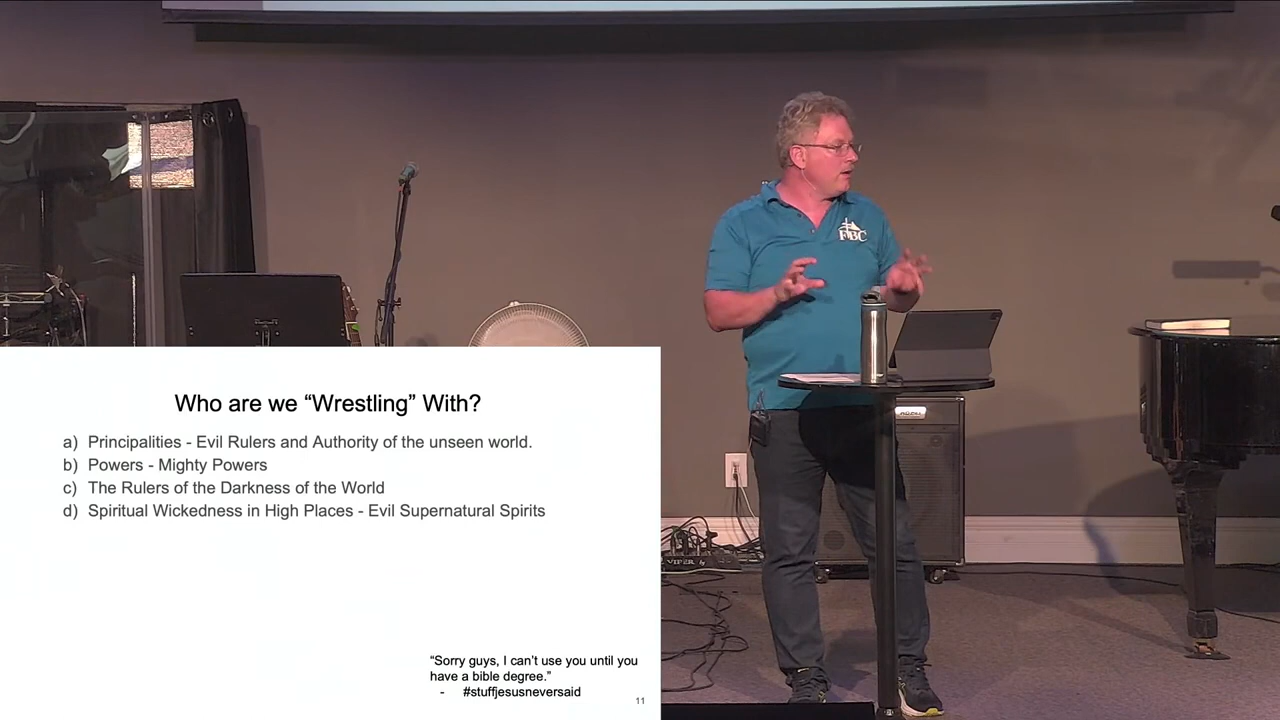 FBC
Who are we “Wrestling” With?
a) Principalities - Evil Rulers and Authority of the unseen world.
b) Powers - Mighty Powers
c) The Rulers of the Darkness of the World
d) Spiritual Wickedness in High Places - Evil Supernatural Spirits
“Sorry guys, I can’t use you until you
have a bible degree.”
- #stuffjesusneversaid
11